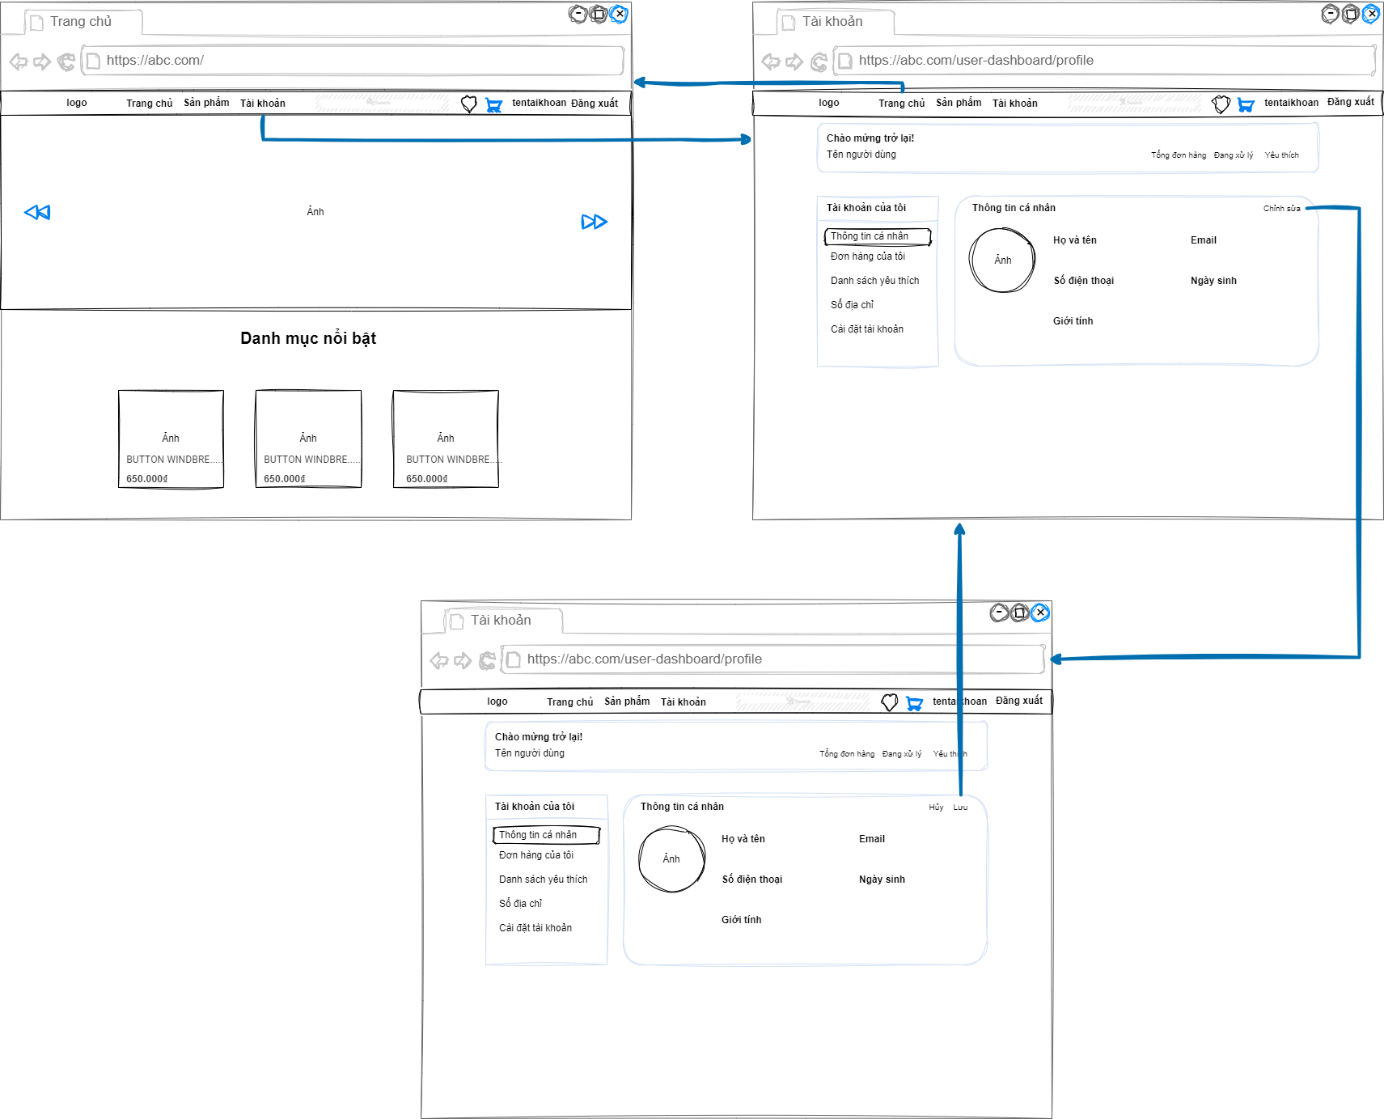 Trang chủ
https://abc.com/
logo Trang chủ Sản phẩm Tài khoản tentaikhoan Đăng xuất
Ảnh
Danh mục nổi bật
Ảnh Ảnh Ảnh
BUTTON WINDBRE..... BUTTON WINDBRE..... BUTTON WINDBRE.....
650.000₫ 650.000₫ 650.000₫
Tài khoản
https://abc.com/user-dashboard/profile
logo Trang chủ Sản phẩm Tài khoản tentaikhoan Đăng xuất
Chào mừng trở lại!
Tên người dùng Tổng đơn hàng Đang xử lý Yêu thích
Tài khoản của tôi
Thông tin cá nhân
Đơn hàng của tôi
Danh sách yêu thích
Sổ địa chỉ
Cài đặt tài khoản
Thông tin cá nhân Chỉnh sửa
Ảnh
Họ và tên Email
Số điện thoại Ngày sinh
Giới tính
Tài khoản
https://abc.com/user-dashboard/profile
logo Trang chủ Sản phẩm Tài khoản tentaikhoan Đăng xuất
Chào mừng trở lại!
Tên người dùng Tổng đơn hàng Đang xử lý Yêu thích
Tài khoản của tôi
Thông tin cá nhân
Đơn hàng của tôi
Danh sách yêu thích
Sổ địa chỉ
Cài đặt tài khoản
Thông tin cá nhân Hủy Lưu
Ảnh
Họ và tên Email
Số điện thoại Ngày sinh
Giới tính